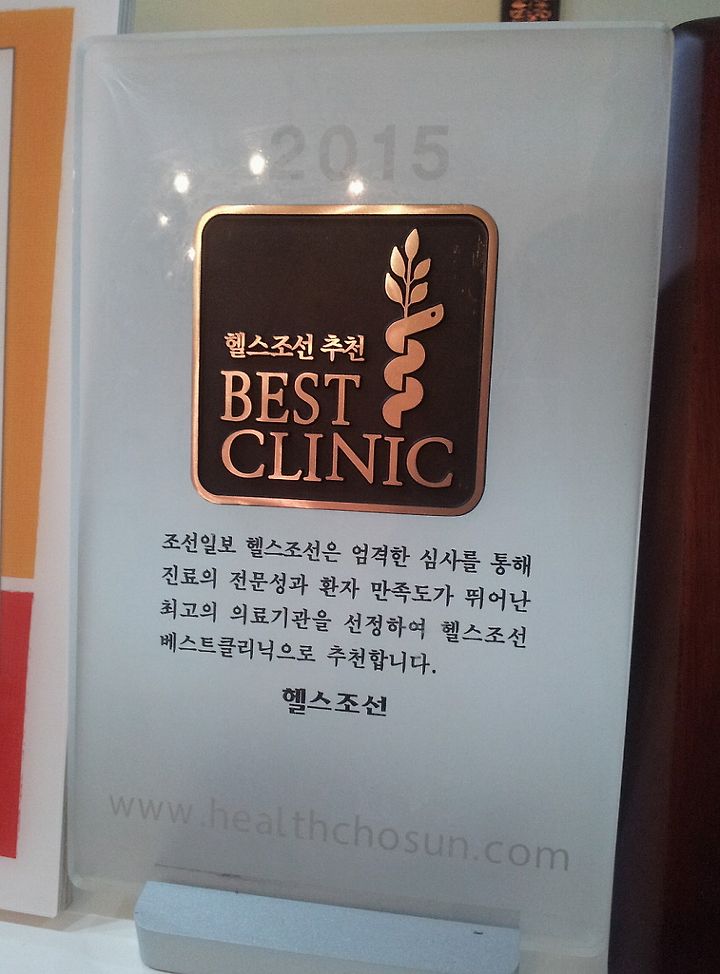 2015
헬스조선 추천
BEST
CLINIC
조선일보 헬스조선은 엄격한 심사를 통해
진료의 전문성과 환자 만족도가 뛰어난
최고의 의료기관을 선정하여 헬스조선
베스트클리닉으로 추천합니다.
헬스조선
www.healthchosun.com